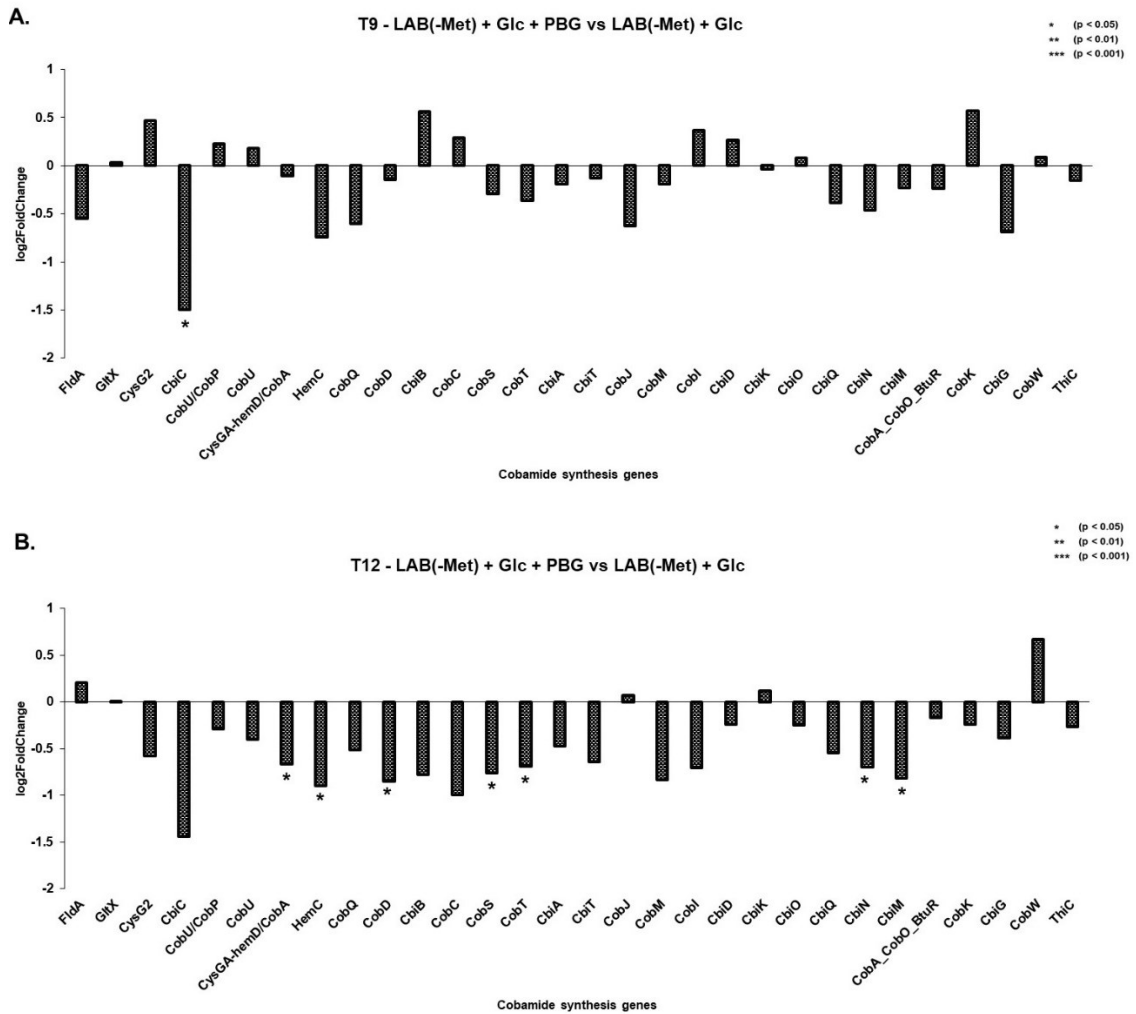 A.
T9 - LAB(-Met) + Glc + PBG vs LAB(-Met) + Glc
* (p < 0.05)
** (p < 0.01)
*** (p < 0.001)
log2FoldChange
1
0.5
0
-0.5
-1
-1.5
-2
*
FldA
GltX
CysG2
CbiC
CobU/CobP
CobU
CysGA-hemD/CobA
HemC
CobQ
CobD
CbiB
CobC
CobS
CobT
CbiA
CbiT
CobJ
CobM
CobI
CbiD
CbiK
CbiO
CbiQ
CbiN
CbiM
CobA_CobO_BtuR
CobK
CbiG
CobW
ThiC
Cobamide synthesis genes
B.
* (p < 0.05)
** (p < 0.01)
*** (p < 0.001)
T12 - LAB(-Met) + Glc + PBG vs LAB(-Met) + Glc
log2FoldChange
1
0.5
0
-0.5
-1
-1.5
-2
* * * * * * *
FldA
GltX
CysG2
CbiC
CobU/CobP
CobU
CysGA-hemD/CobA
HemC
CobQ
CobD
CbiB
CobC
CobS
CobT
CbiA
CbiT
CobJ
CobM
CobI
CbiD
CbiK
CbiO
CbiQ
CbiN
CbiM
CobA_CobO_BtuR
CobK
CbiG
CobW
ThiC
Cobamide synthesis genes